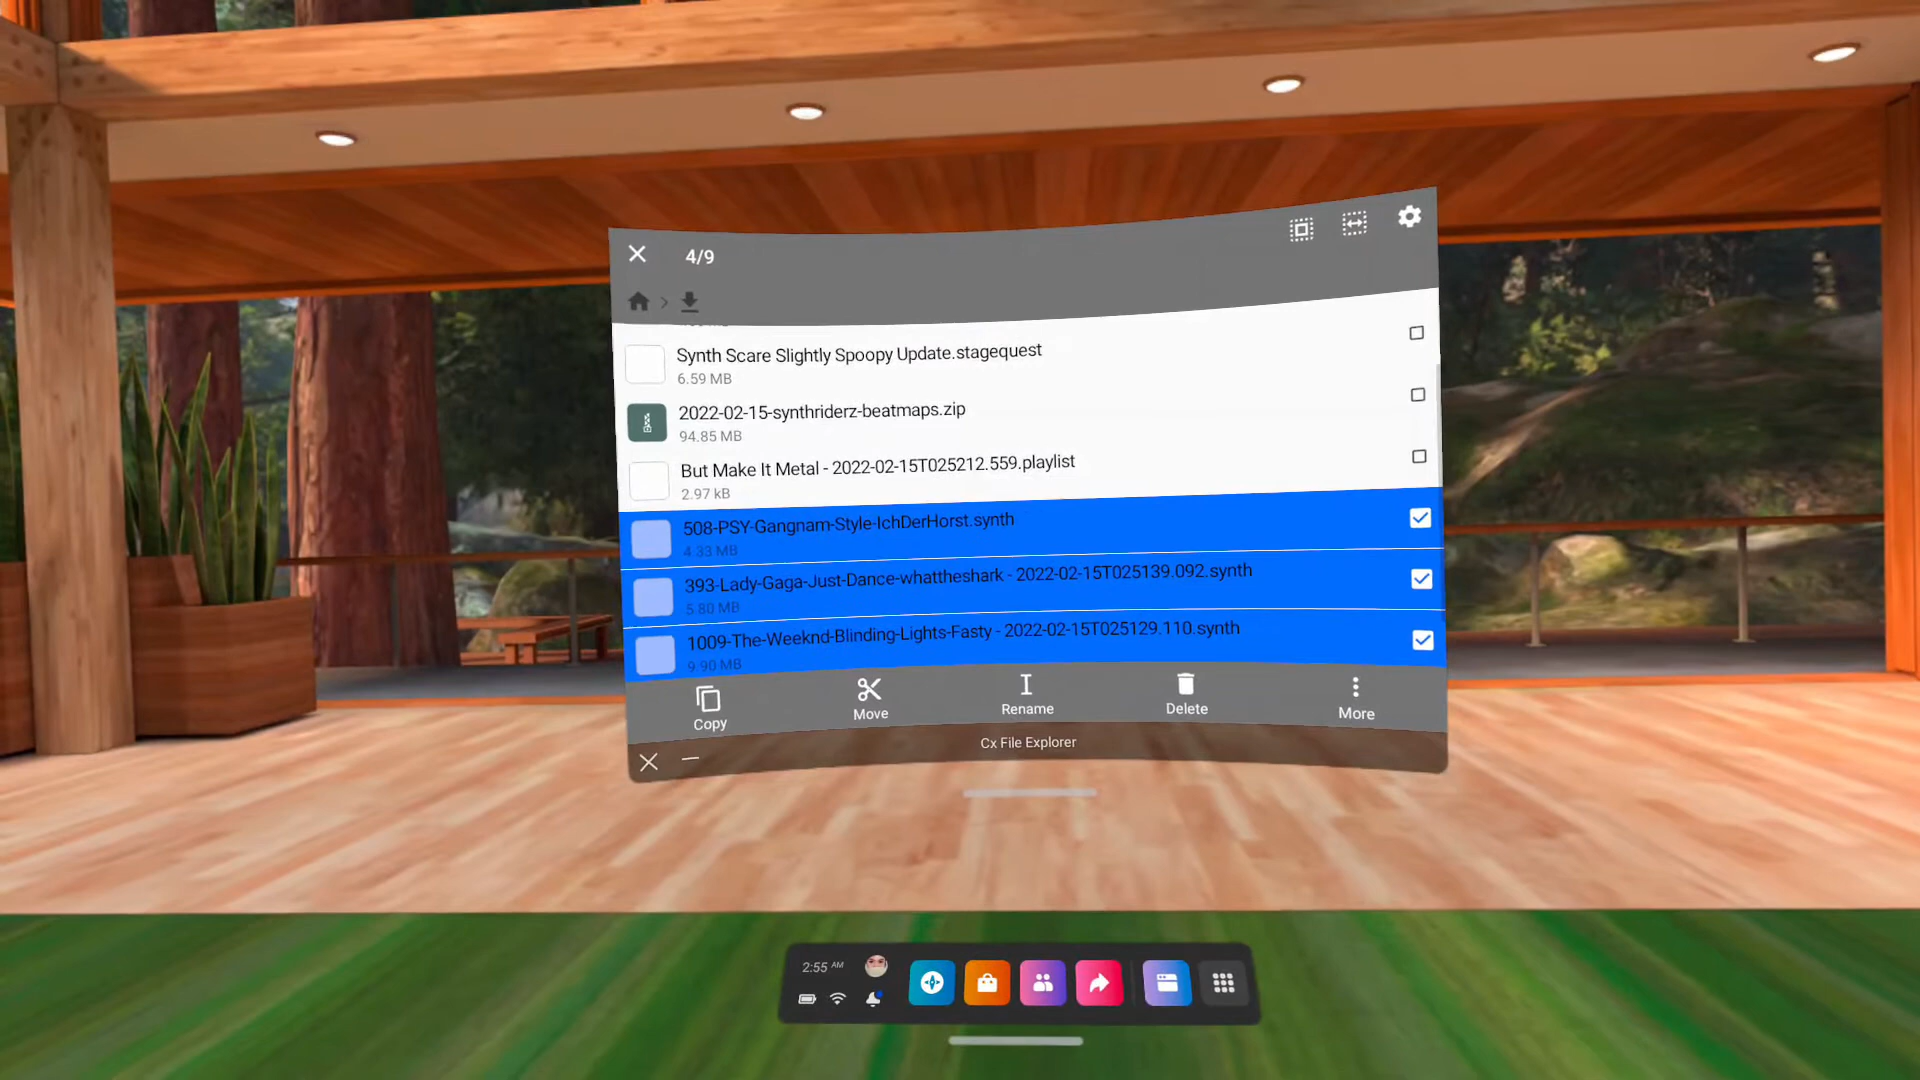 4/9
Synth Scare Slightly Spoopy Update.stagequest
6.59 MB
2022-02-15-synthriderz-beatmaps.zip
94.85 MB
But Make It Metal - 2022-02-15T025212.559.playlist
2.97 kB
508-PSY-Gangnam-Style-IchDerHorst.synth
4.33 MB
393-Lady-Gaga-Just-Dance-whattheshark - 2022-02-15T025139.092.synth
5.80 MB
1009-The-Weeknd-Blinding-Lights-Fasty - 2022-02-15T025129.110.synth
9.90 MB
Copy Move Rename Delete More
Cx File Explorer
2:55 AM